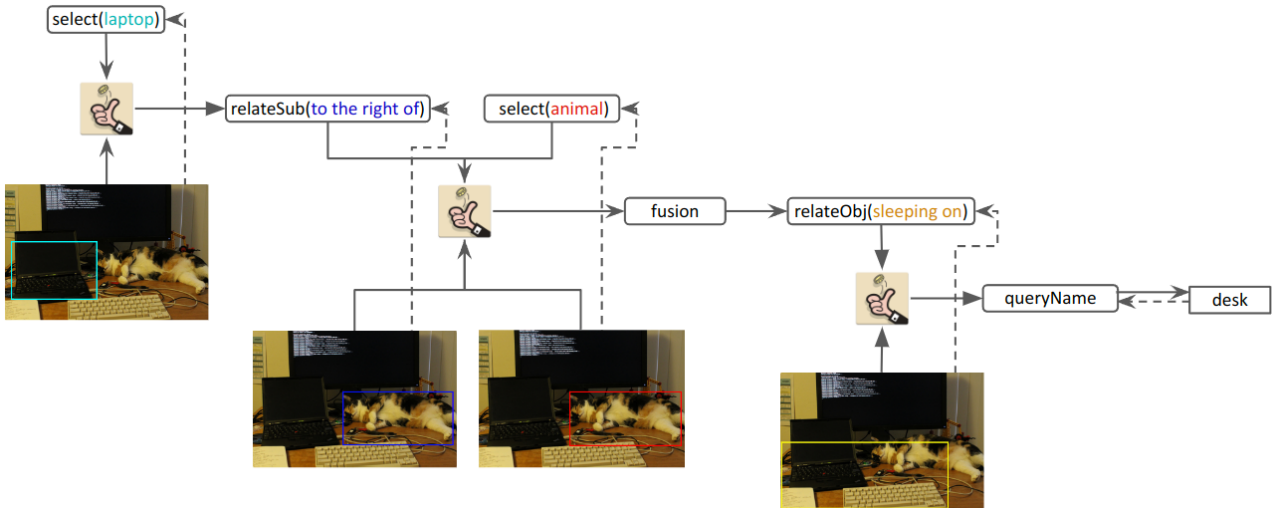 select(laptop)
relateSub(to the right of)
select(animal)
fusion
relateObj(sleeping on)
queryName
desk